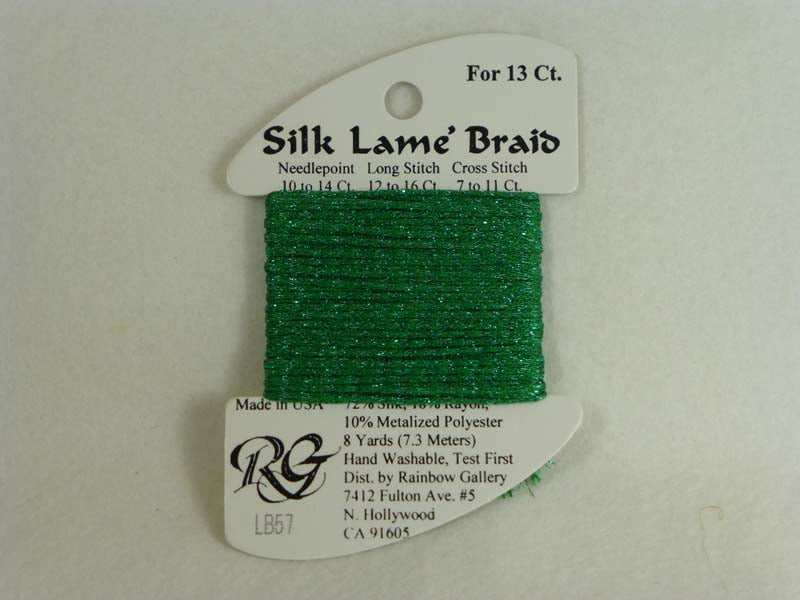 For 13 Ct.
Silk Lame' Braid
Needlepoint Long Stitch Cross Stitch
10 to 14 Ct. 12 to 16 Ct. 7 to 11 Ct.
Made in USA 72% Silk, 18% Rayon,
10% Metalized Polyester
8 Yards (7.3 Meters)
Hand Washable, Test First
Dist. by Rainbow Gallery
7412 Fulton Ave. #5
N. Hollywood
CA 91605
RG
LB57